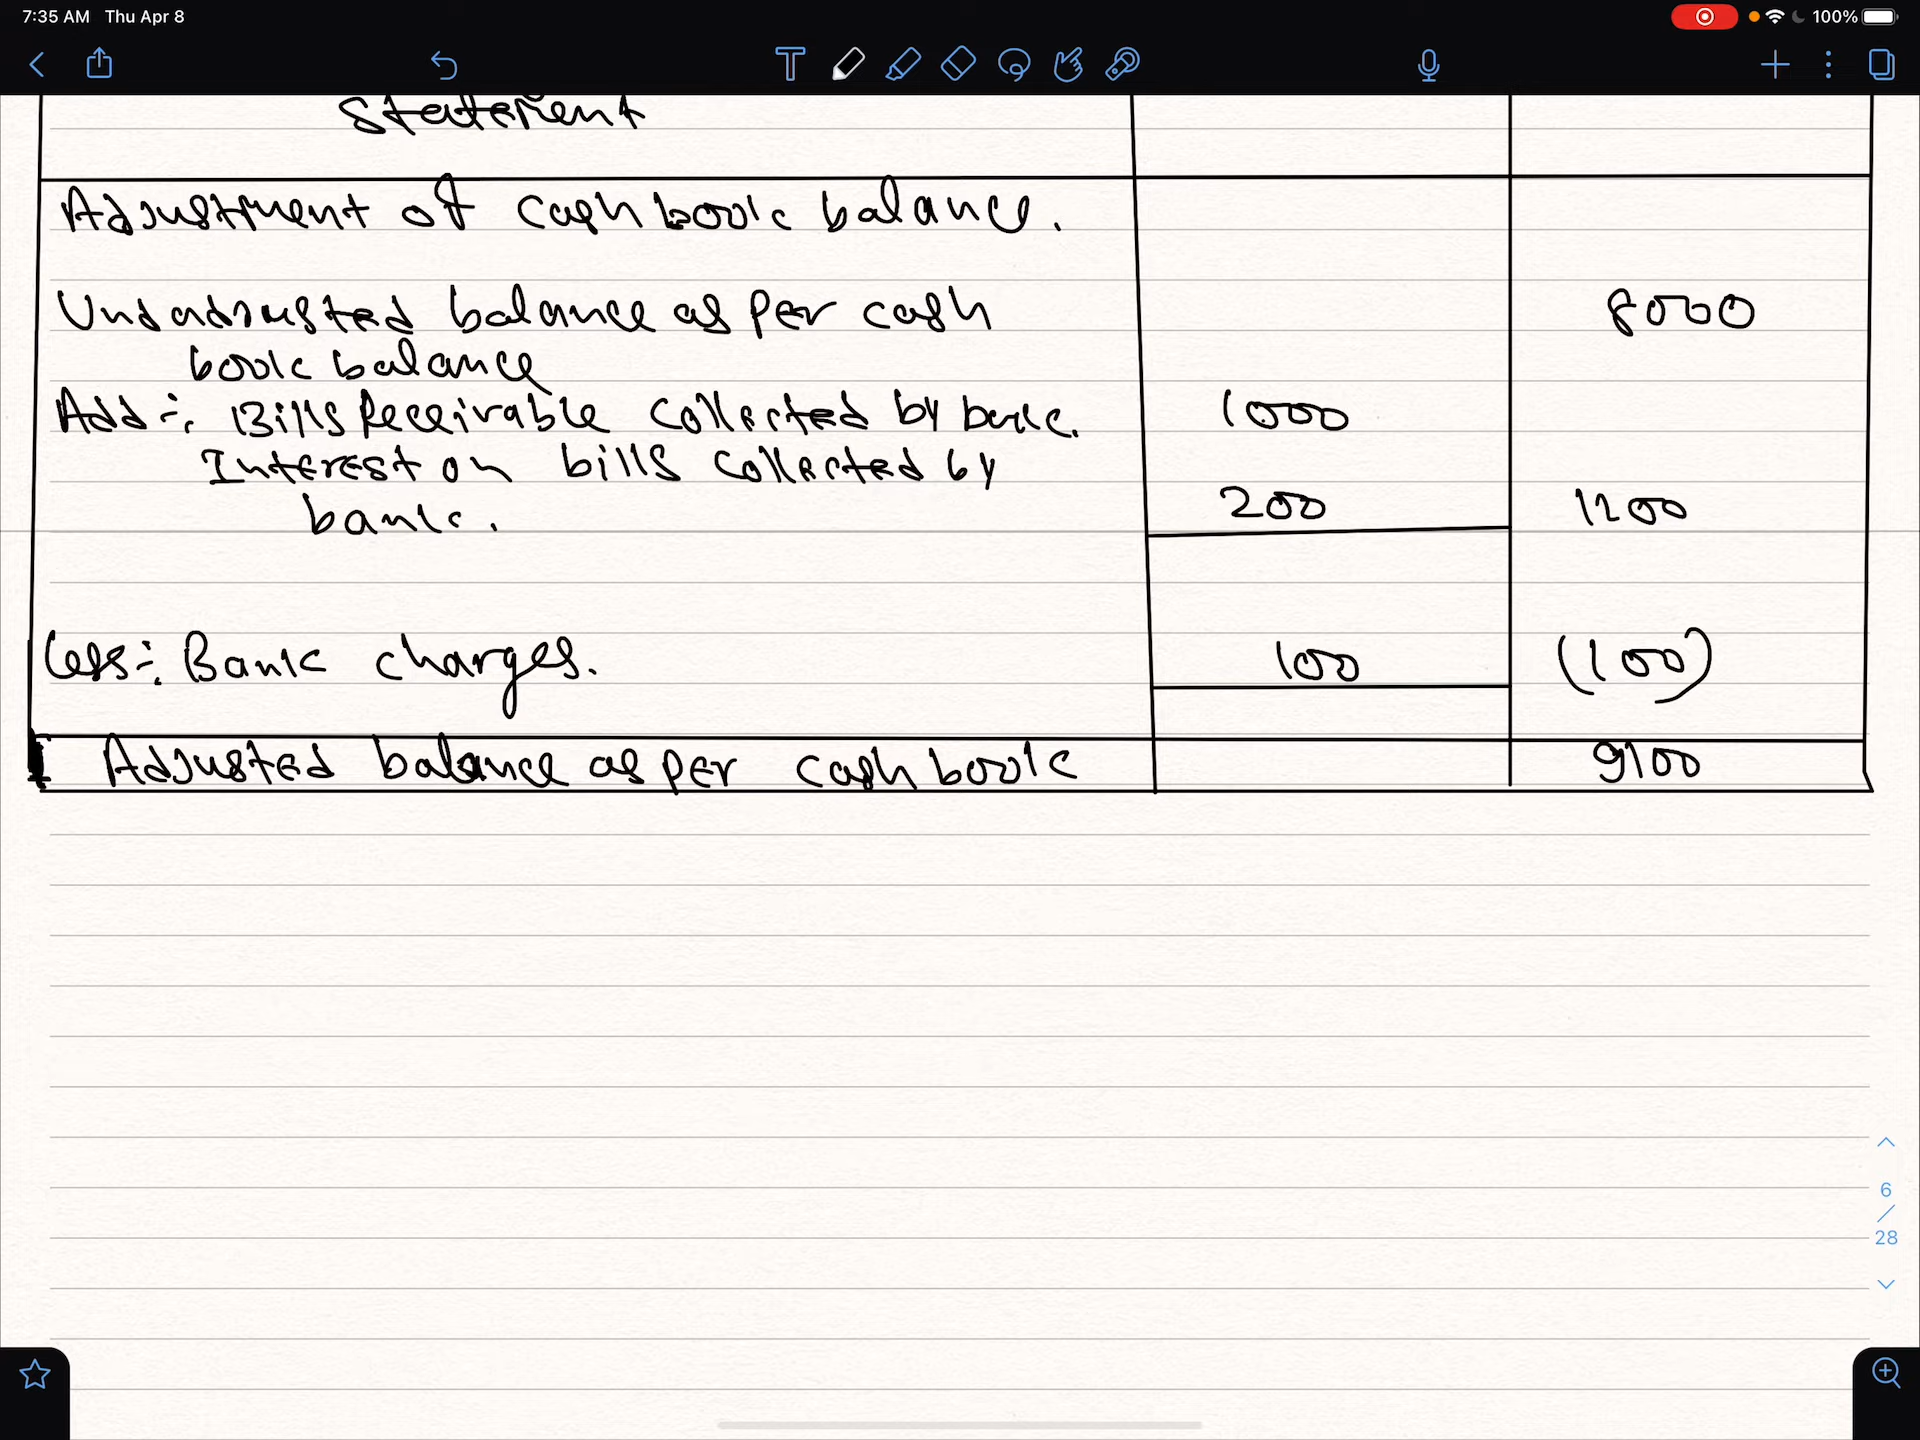 7:35 AM Thu Apr 8 100%
Statement
Adjustment of cash book balance.
Undadjusted balance as per cash 8000
book balance
Add :- Bills Receivable collected by bank. 1000
Interest on bills collected by
bank. 200 1200
Less :- Bank charges. 100 (100)
Adjusted balance as per cash book 9100
6
/
28